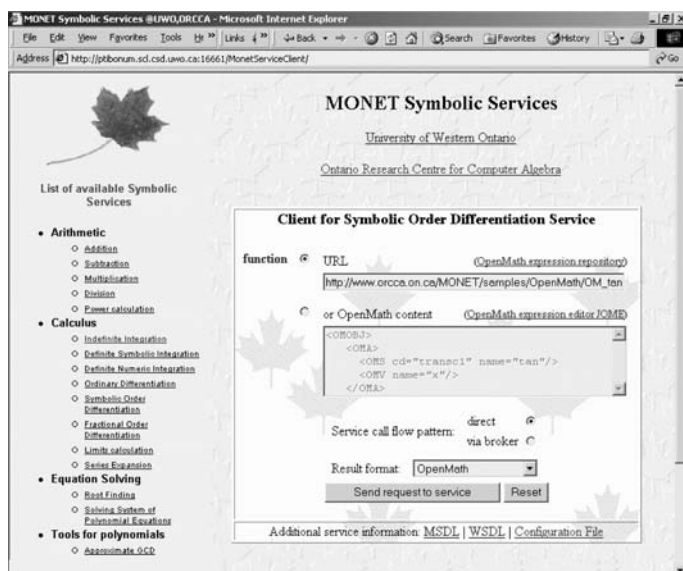 MONET Symbolic Services @UWO,ORCCA - Microsoft Internet Explorer
File Edit View Favorites Tools Links Back Search Favorites History
Address http://ptibonum.scl.csd.uwo.ca:16661/MonetServiceClient/ Go
List of available Symbolic
Services
Arithmetic
Addition
Subtraction
Multiplication
Division
Power calculation
Calculus
Indefinite Integration
Definite Symbolic Integration
Definite Numeric Integration
Ordinary Differentiation
Symbolic Order
Differentiation
Fractional Order
Differentiation
Limits calculation
Series Expansion
Equation Solving
Root Finding
Solving System of
Polynomial Equations
Tools for polynomials
Approximate GCD
MONET Symbolic Services
University of Western Ontario
Ontario Research Centre for Computer Algebra
Client for Symbolic Order Differentiation Service
function URL (OpenMath expression repository)
http://www.orcca.on.ca/MONET/samples/OpenMath/OM_tan
or OpenMath content (OpenMath expression editor JOME)
<OMOBJ>
<OMA>
<OMS cd="transc1" name="tan"/>
<OMV name="x"/>
</OMA>
Service call flow pattern: direct
via broker
Result format: OpenMath
Send request to service Reset
Additional service information: MSDL | WSDL | Configuration File